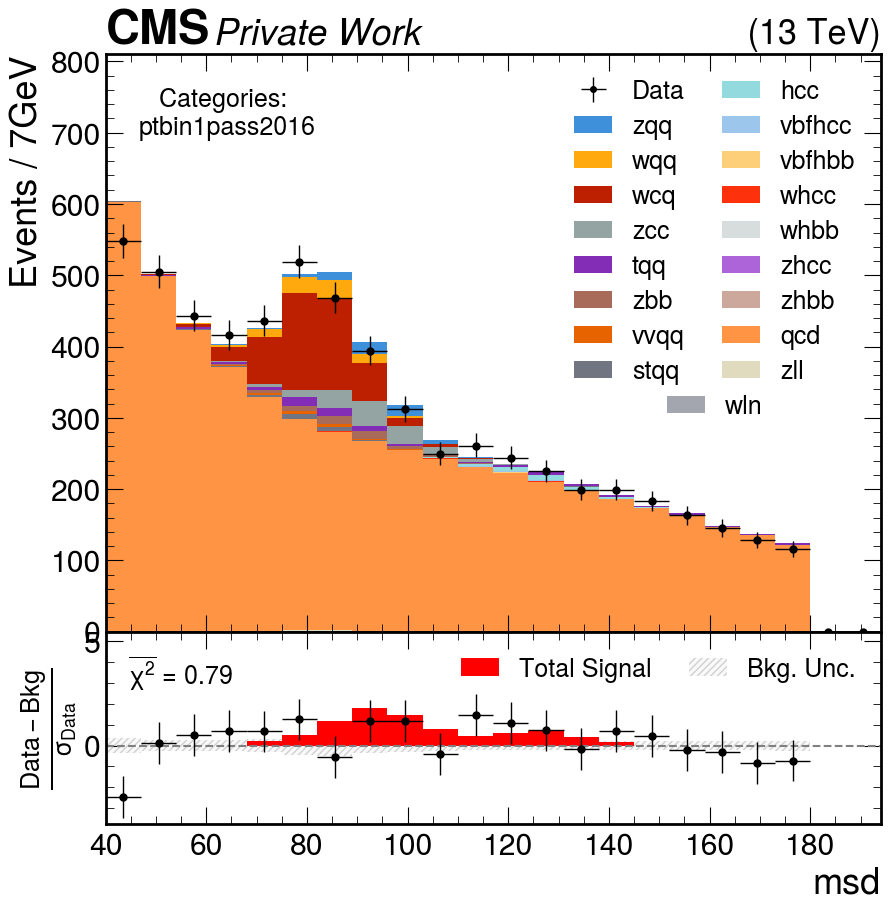 CMS Private Work (13 TeV)
Events / 7GeV
800
700
600
500
400
300
200
100
0
Categories:
ptbin1pass2016
Data
zqq
wqq
wcq
zcc
tqq
zbb
vvqq
stqq
hcc
vbfhcc
vbfhbb
whcc
whbb
zhcc
zhbb
qcd
zll
wln
Data − Bkg
σData
5
0
χ² = 0.79
Total Signal
Bkg. Unc.
40 60 80 100 120 140 160 180
msd